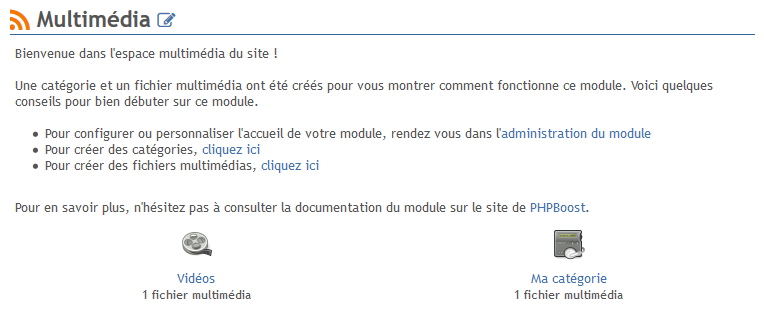 Multimédia
Bienvenue dans l'espace multimédia du site !
Une catégorie et un fichier multimédia ont été créés pour vous montrer comment fonctionne ce module. Voici quelques
conseils pour bien débuter sur ce module.
Pour configurer ou personnaliser l'accueil de votre module, rendez vous dans l'administration du module
Pour créer des catégories, cliquez ici
Pour créer des fichiers multimédias, cliquez ici
Pour en savoir plus, n'hésitez pas à consulter la documentation du module sur le site de PHPBoost.
Vidéos
1 fichier multimédia
Ma catégorie
1 fichier multimédia